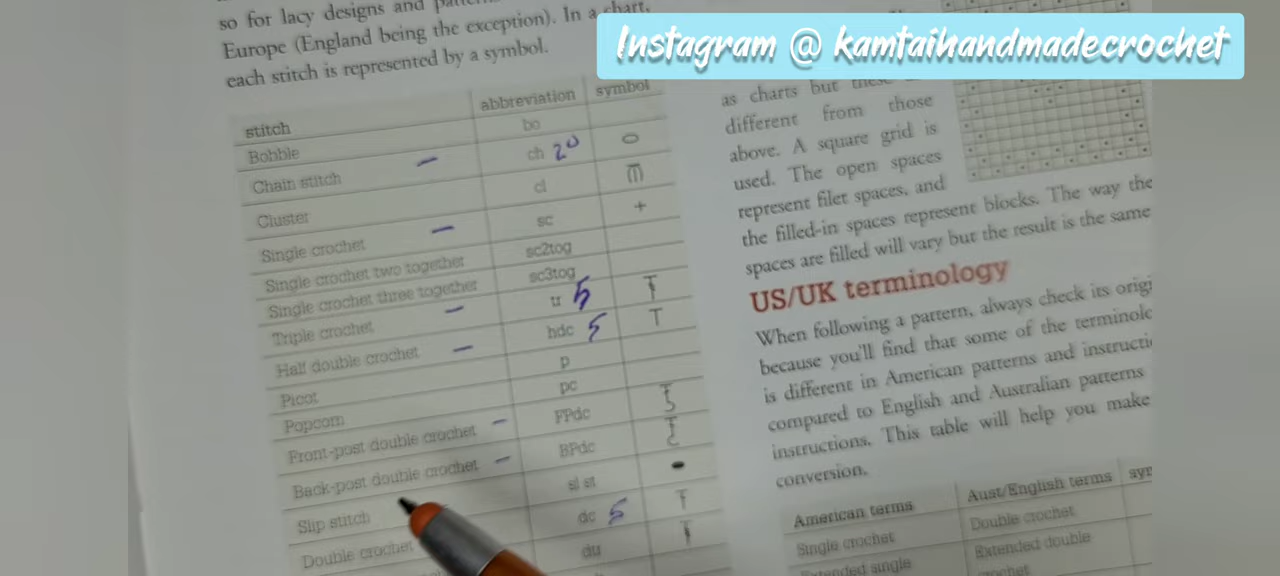 so for lacy designs and
Europe (England being the exception). In a chart,
each stitch is represented by a symbol.
Instagram @ kamtaihandmadecrochet
stitch abbreviation symbol
Bobble bo
Chain stitch ch 20
Cluster cl
Single crochet sc +
Single crochet two together sc2tog
Single crochet three together sc3tog
Triple crochet tr 5
Half double crochet hdc 5
Picot p
Popcorn pc
Front-post double crochet FPdc
Back-post double crochet BPdc
Slip stitch sl st
Double crochet dc 5
as charts but these
different from those
above. A square grid is
used. The open spaces
represent filet spaces, and
the filled-in spaces represent blocks. The way the
spaces are filled will vary but the result is the same
US/UK terminology
When following a pattern, always check its origi
because you'll find that some of the terminolo
is different in American patterns and instructi
compared to English and Australian patterns
instructions. This table will help you make
conversion.
American terms Aust/English terms
Single crochet Double crochet
Extended single Extended double
crochet